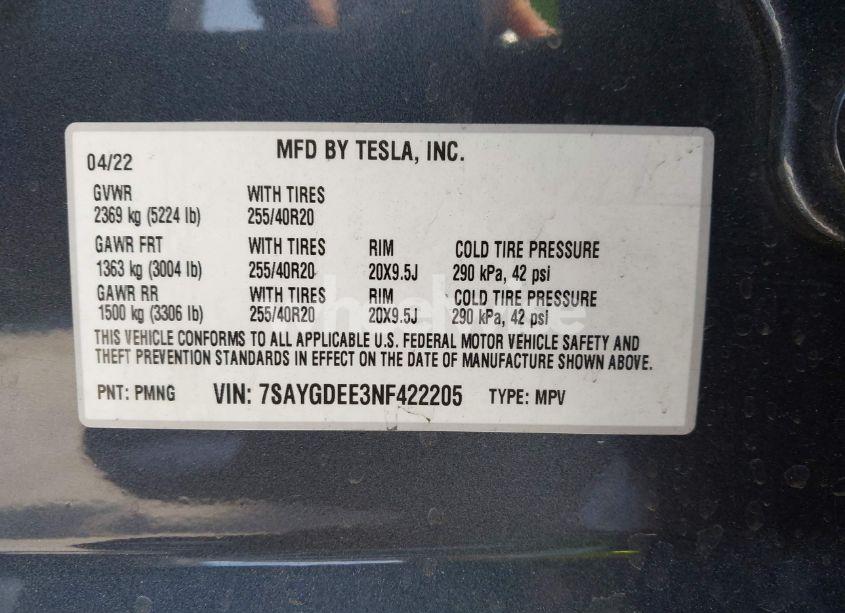 MFD BY TESLA, INC.
04/22
GVWR WITH TIRES
2369 kg (5224 lb) 255/40R20
GAWR FRT WITH TIRES RIM COLD TIRE PRESSURE
1363 kg (3004 lb) 255/40R20 20X9.5J 290 kPa, 42 psi
GAWR RR WITH TIRES RIM COLD TIRE PRESSURE
1500 kg (3306 lb) 255/40R20 20X9.5J 290 kPa, 42 psi
THIS VEHICLE CONFORMS TO ALL APPLICABLE U.S. FEDERAL MOTOR VEHICLE SAFETY AND
THEFT PREVENTION STANDARDS IN EFFECT ON THE DATE OF MANUFACTURE SHOWN ABOVE.
PNT: PMNG VIN: 7SAYGDEE3NF422205 TYPE: MPV